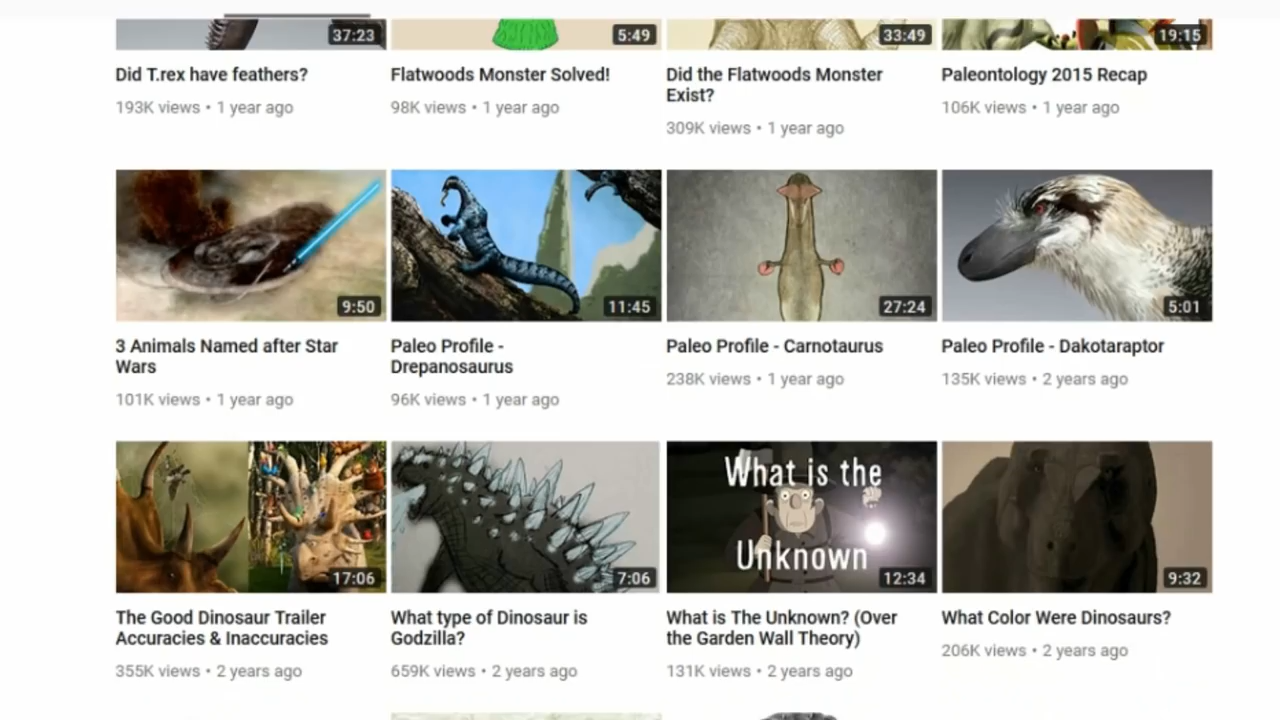 37:23
5:49
33:49
19:15
Did T.rex have feathers?
193K views • 1 year ago
Flatwoods Monster Solved!
98K views • 1 year ago
Did the Flatwoods Monster
Exist?
309K views • 1 year ago
Paleontology 2015 Recap
106K views • 1 year ago
9:50
11:45
27:24
5:01
3 Animals Named after Star
Wars
101K views • 1 year ago
Paleo Profile -
Drepanosaurus
96K views • 1 year ago
Paleo Profile - Carnotaurus
238K views • 1 year ago
Paleo Profile - Dakotaraptor
135K views • 2 years ago
17:06
7:06
What is the
Unknown
12:34
9:32
The Good Dinosaur Trailer
Accuracies & Inaccuracies
355K views • 2 years ago
What type of Dinosaur is
Godzilla?
659K views • 2 years ago
What is The Unknown? (Over
the Garden Wall Theory)
131K views • 2 years ago
What Color Were Dinosaurs?
206K views • 2 years ago